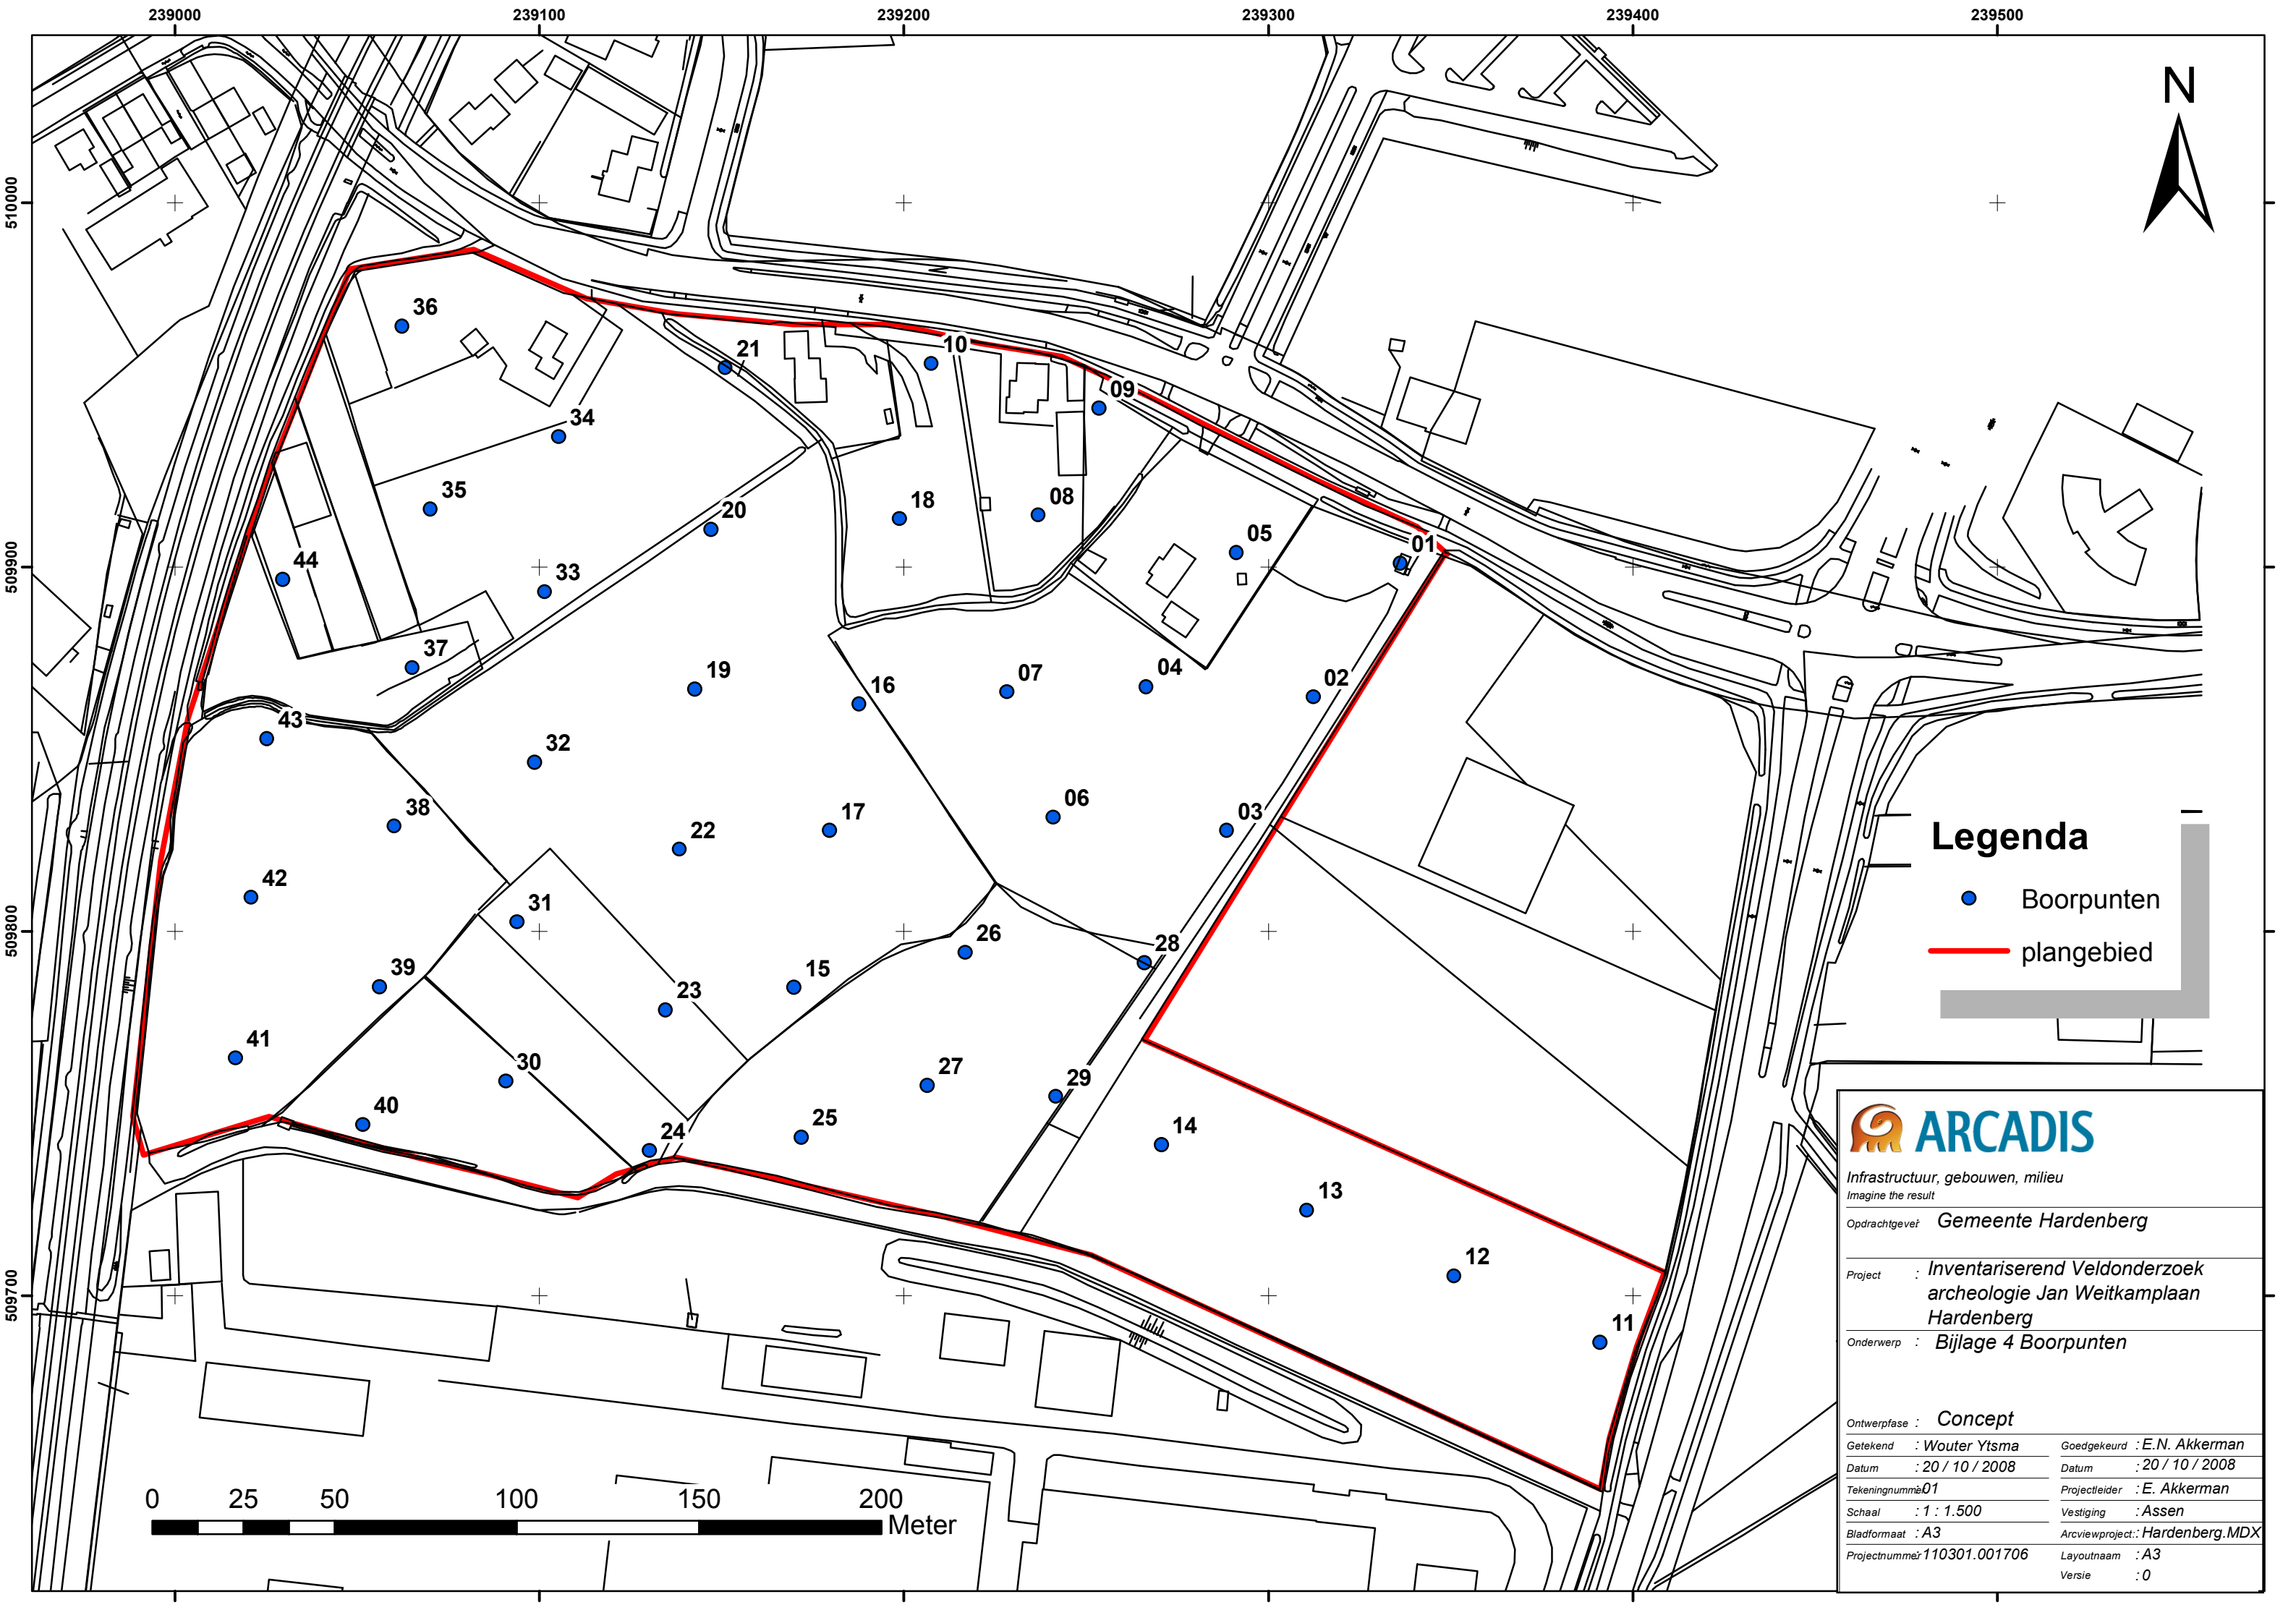 239000 239100 239200 239300 239400 239500
510000
509900
509800
509700
N
36
21
10
09
34
35
20
18
08
05
01
44
33
37
19
16
07
04
02
43
32
38
22
17
06
03
42
31
26
28
39
23
15
41
30
27
29
40
24
25
14
13
12
11
Legenda
Boorpunten
plangebied
0 25 50 100 150 200
Meter
ARCADIS
Infrastructuur, gebouwen, milieu
Imagine the result
Opdrachtgever : Gemeente Hardenberg
Project : Inventariserend Veldonderzoek
archeologie Jan Weitkamplaan
Hardenberg
Onderwerp : Bijlage 4 Boorpunten
Ontwerpfase : Concept
Getekend : Wouter Ytsma Goedgekeurd : E.N. Akkerman
Datum : 20 / 10 / 2008 Datum : 20 / 10 / 2008
Tekeningnummer: 01 Projectleider : E. Akkerman
Schaal : 1 : 1.500 Vestiging : Assen
Bladformaat : A3 Arcviewproject: : Hardenberg.MDX
Projectnummer: 110301.001706 Layoutnaam : A3
Versie : 0